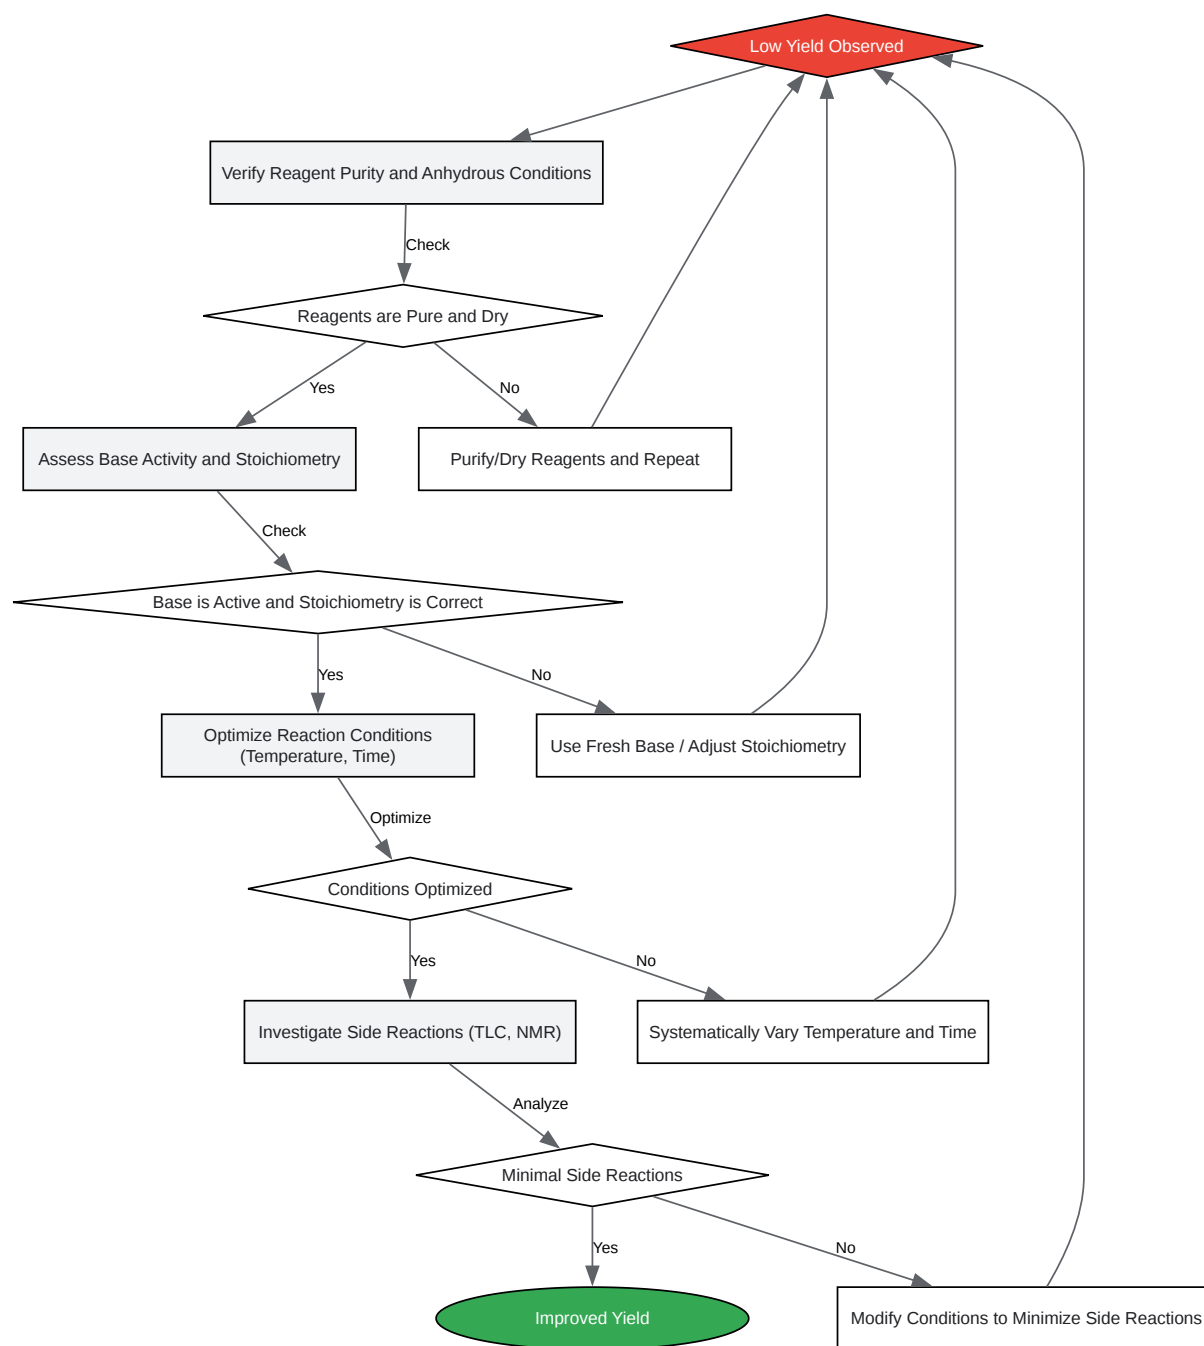 Low Yield Observed
Verify Reagent Purity and Anhydrous Conditions
Check
Reagents are Pure and Dry
Yes
No
Assess Base Activity and Stoichiometry
Purify/Dry Reagents and Repeat
Check
Base is Active and Stoichiometry is Correct
Yes
No
Optimize Reaction Conditions
(Temperature, Time)
Use Fresh Base / Adjust Stoichiometry
Optimize
Conditions Optimized
Yes
No
Investigate Side Reactions (TLC, NMR)
Systematically Vary Temperature and Time
Analyze
Minimal Side Reactions
Yes
No
Improved Yield
Modify Conditions to Minimize Side Reactions